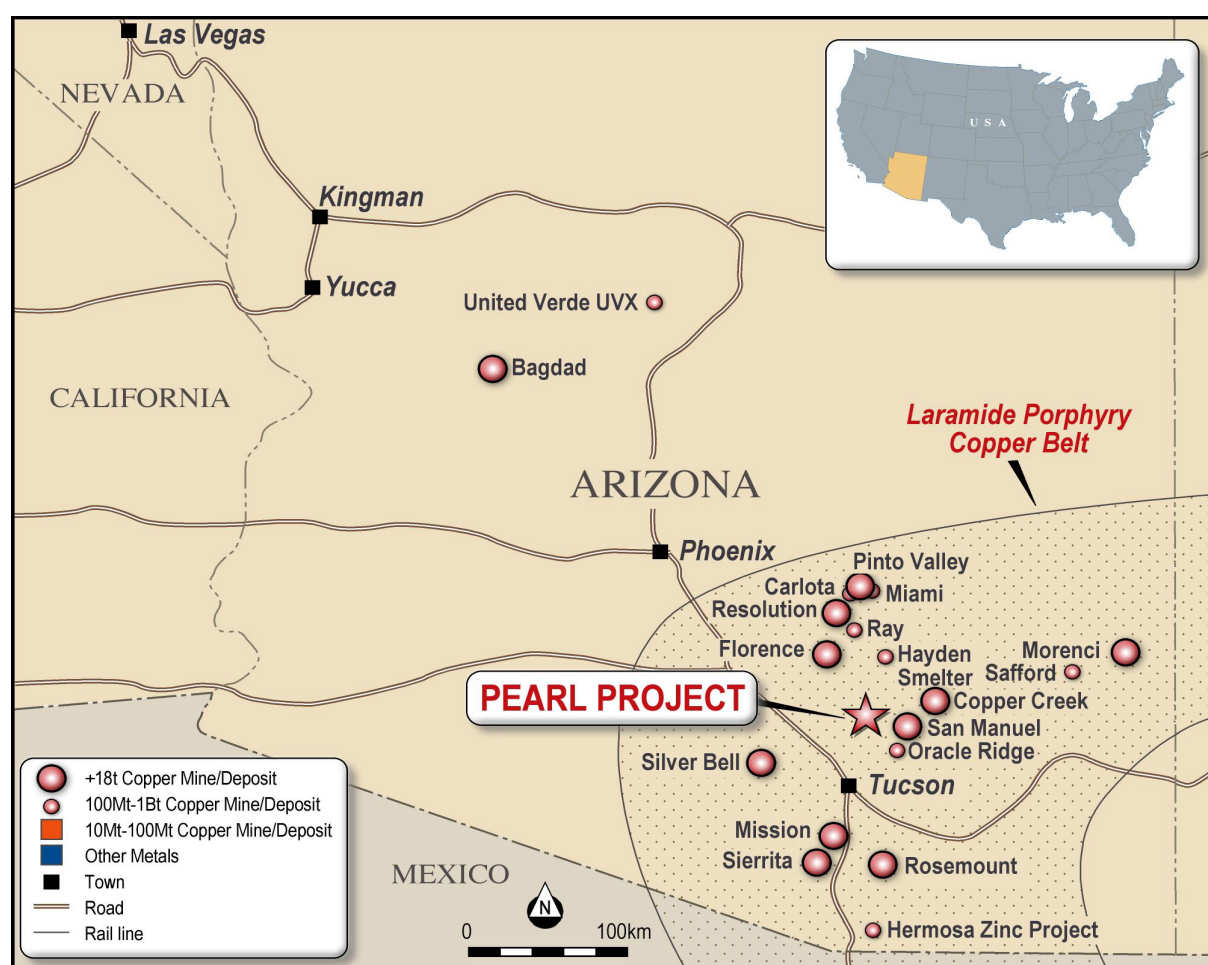 Las Vegas
NEVADA
USA
Kingman
Yucca
United Verde UVX
Bagdad
CALIFORNIA
Laramide Porphyry
Copper Belt
ARIZONA
Phoenix
Pinto Valley
Carlota
Miami
Resolution
Ray
Florence
Hayden
Smelter
Morenci
Safford
PEARL PROJECT
Copper Creek
San Manuel
Oracle Ridge
Silver Bell
Tucson
Mission
Sierrita
Rosemount
MEXICO
Hermosa Zinc Project
+18t Copper Mine/Deposit
100Mt-1Bt Copper Mine/Deposit
10Mt-100Mt Copper Mine/Deposit
Other Metals
Town
Road
Rail line
N
0 100km